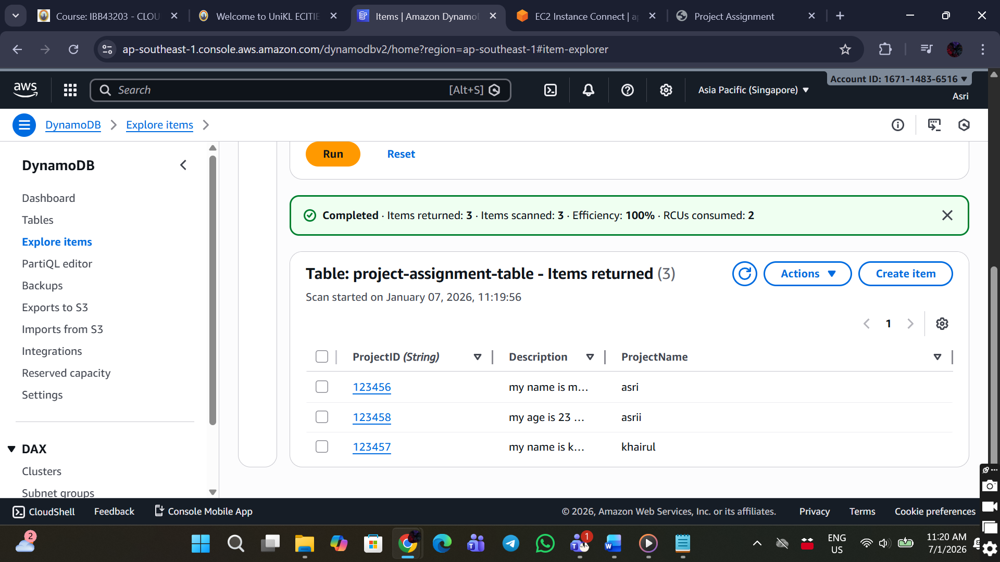 Course: IBB43203 - CLOU
Welcome to UniKL ECITIE
Items | Amazon Dynamo
EC2 Instance Connect | a
Project Assignment
ap-southeast-1.console.aws.amazon.com/dynamodbv2/home?region=ap-southeast-1#item-explorer
aws
Search
[Alt+S]
Asia Pacific (Singapore)
Account ID: 1671-1483-6516
Asri
DynamoDB
Explore items
DynamoDB
Dashboard
Tables
Explore items
PartiQL editor
Backups
Exports to S3
Imports from S3
Integrations
Reserved capacity
Settings
DAX
Clusters
Subnet groups
Run
Reset
Completed · Items returned: 3 · Items scanned: 3 · Efficiency: 100% · RCUs consumed: 2
Table: project-assignment-table - Items returned (3)
Actions
Create item
Scan started on January 07, 2026, 11:19:56
1
ProjectID (String)
Description
ProjectName
123456
my name is m...
asri
123458
my age is 23 ...
asrii
123457
my name is k...
khairul
CloudShell
Feedback
Console Mobile App
© 2026, Amazon Web Services, Inc. or its affiliates.
Privacy
Terms
Cookie preferences
2
1
ENG
US
11:20 AM
7/1/2026